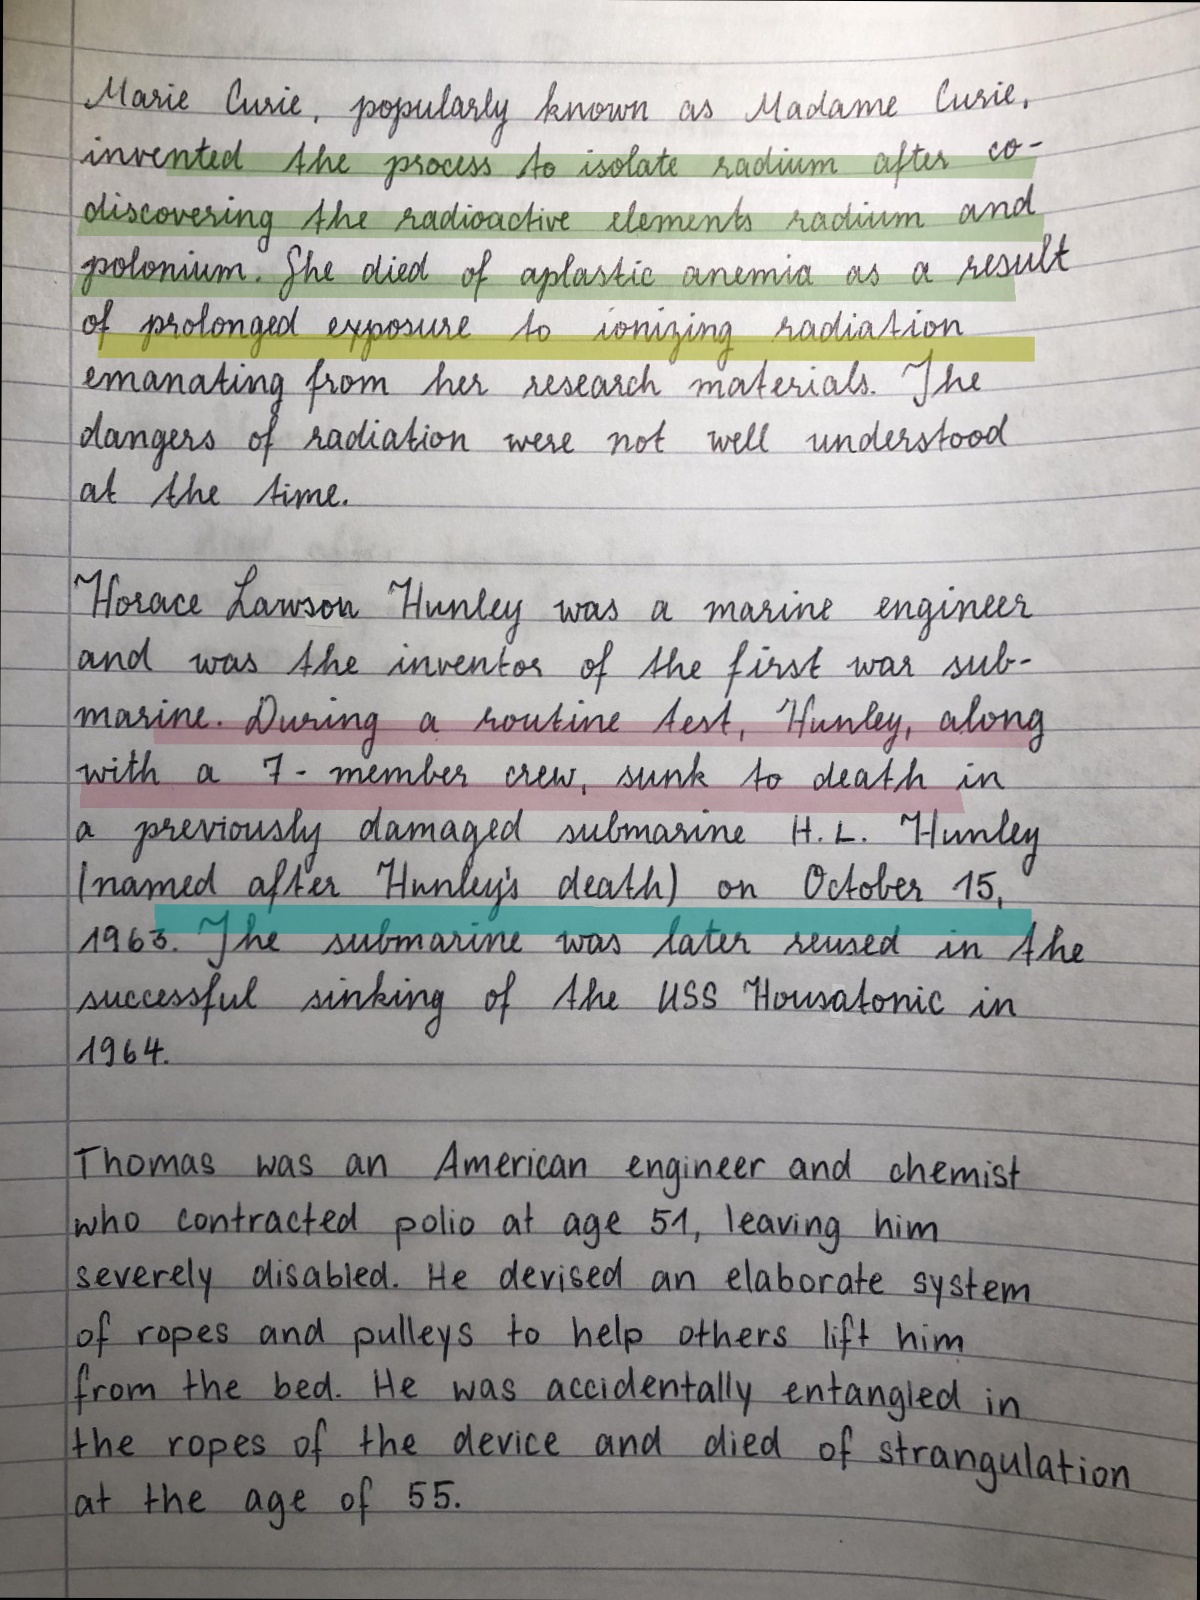 Marie Curie, popularly known as Madame Curie,
invented the process to isolate radium after co-
discovering the radioactive elements radium and
polonium. She died of aplastic anemia as a result
of prolonged exposure to ionizing radiation
emanating from her research materials. The
dangers of radiation were not well understood
at the time.
Horace Lawson Hunley was a marine engineer
and was the inventor of the first war sub-
marine. During a routine test, Hunley, along
with a 7-member crew, sunk to death in
a previously damaged submarine H.L. Hunley
(named after Hunley's death) on October 15,
1963. The submarine was later reused in the
successful sinking of the USS Housatonic in
1964.
Thomas was an American engineer and chemist
who contracted polio at age 51, leaving him
severely disabled. He devised an elaborate system
of ropes and pulleys to help others lift him
from the bed. He was accidentally entangled in
the ropes of the device and died of strangulation
at the age of 55.